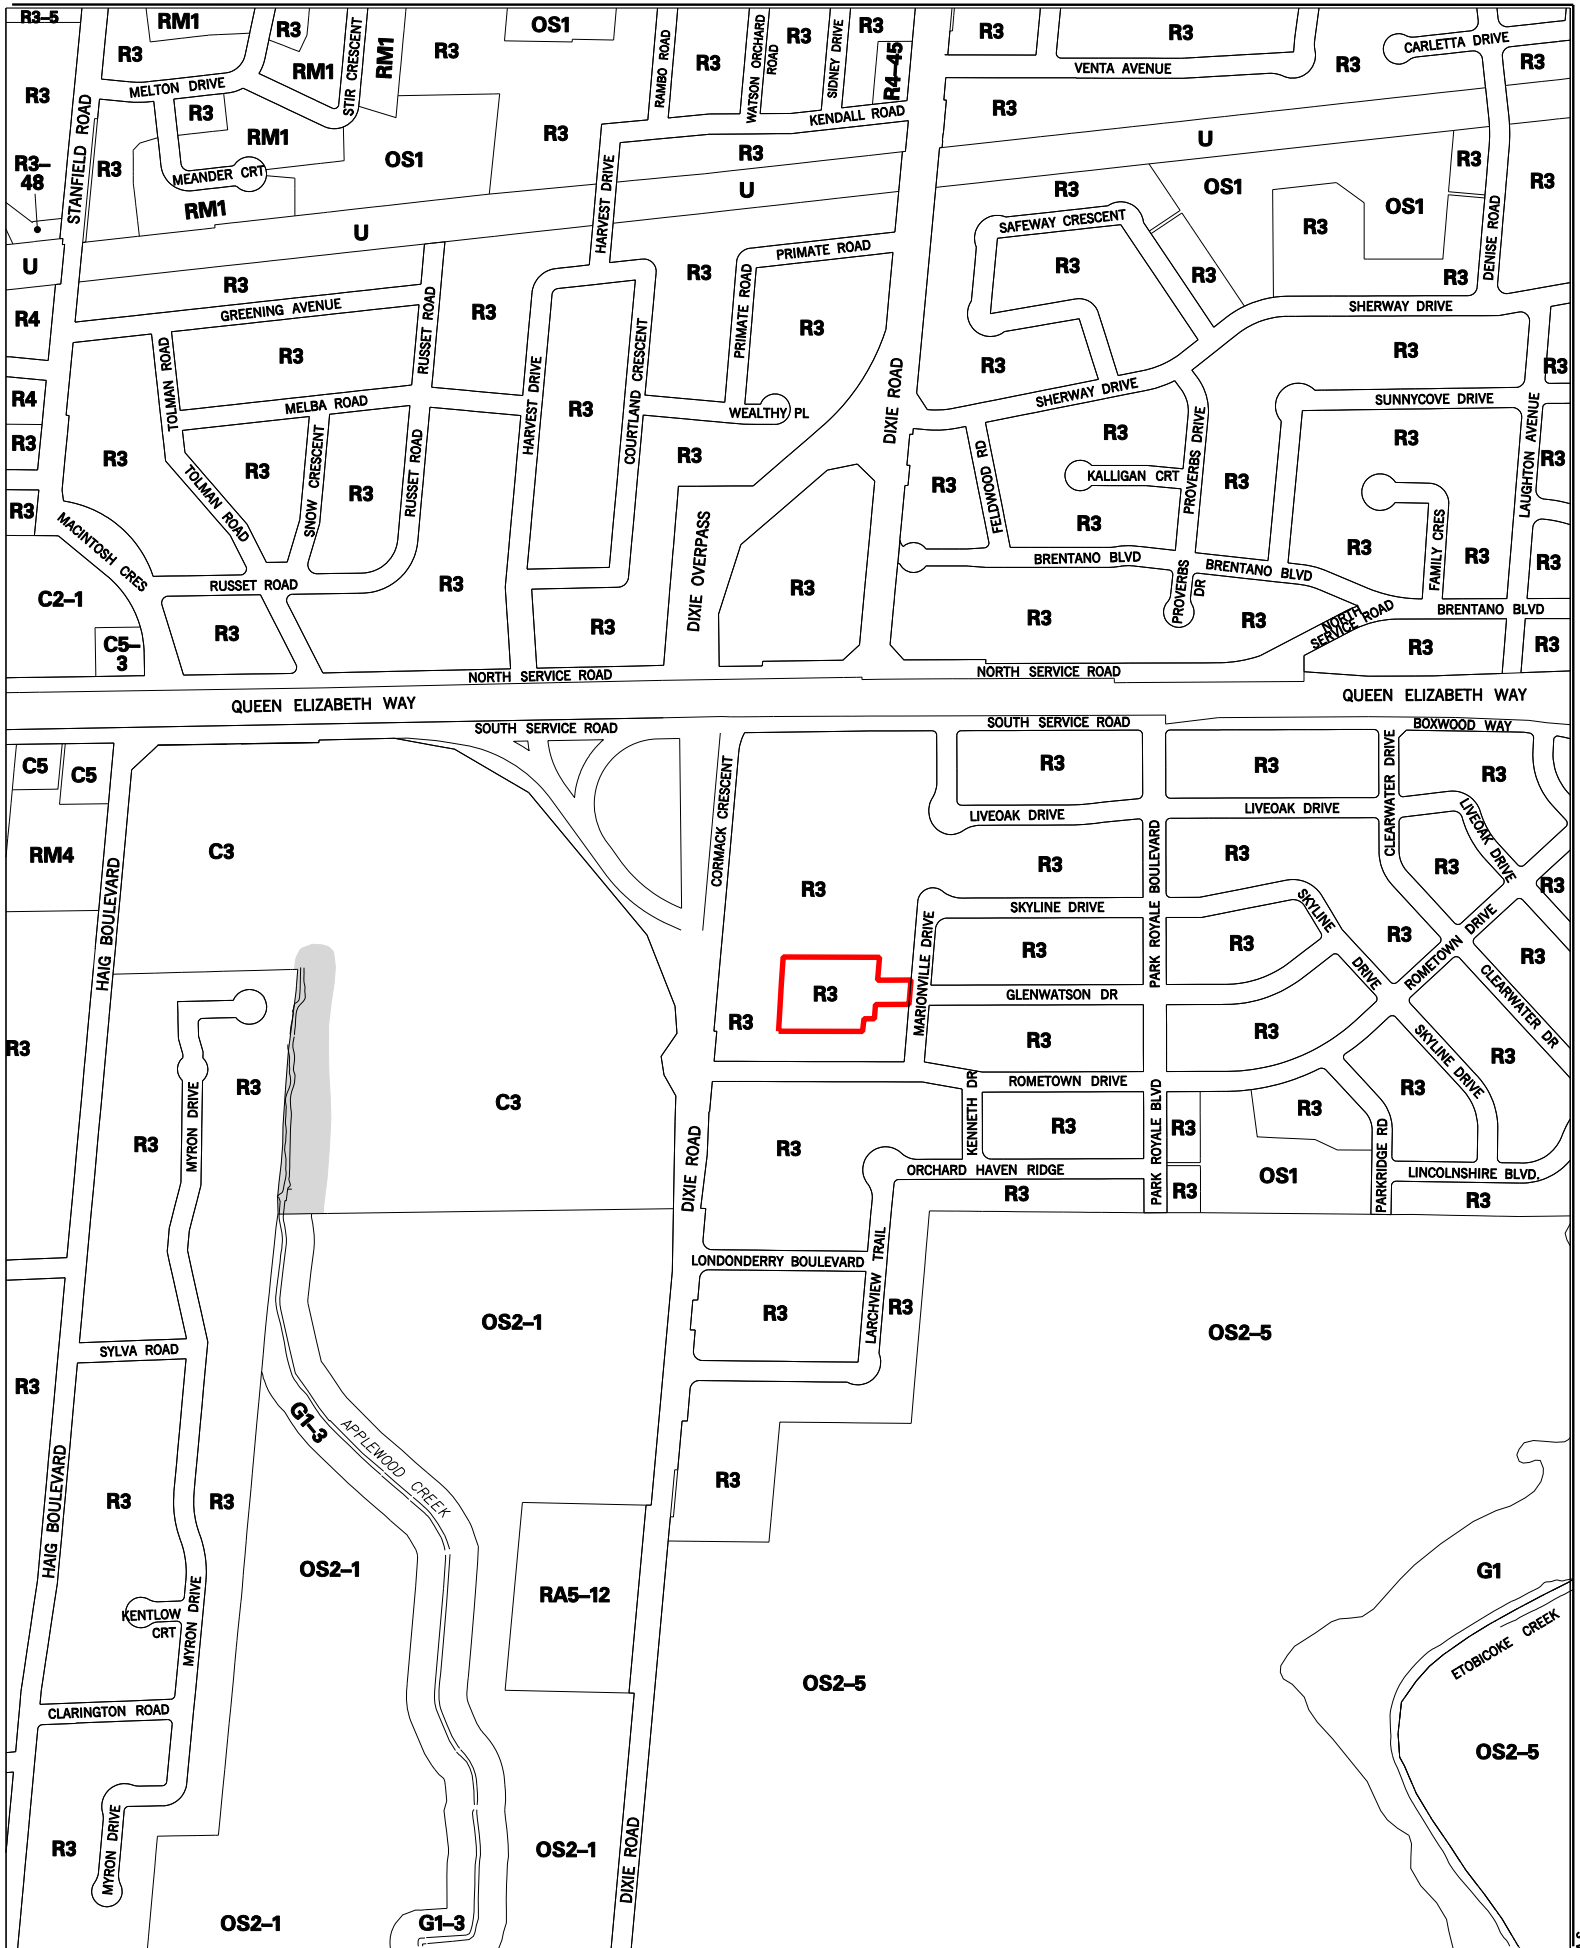 R3–5
RM1
R3
R3
RM1
STIR CRESCENT
RM1
R3
OS1
RAMBO ROAD
R3
WATSON ORCHARD
ROAD
R3
SIDNEY DRIVE
R3
R4–45
R3
R3
VENTA AVENUE
R3
CARLETTA DRIVE
R3
R3
STANFIELD ROAD
MELTON DRIVE
R3
RM1
OS1
R3
KENDALL ROAD
R3
R3
U
R3–
48
R3
MEANDER CRT
RM1
U
HARVEST DRIVE
U
R3
SAFEWAY CRESCENT
OS1
R3
OS1
R3
R3
DENISE ROAD
U
R3
PRIMATE ROAD
R3
R3
R3
R3
R4
R3
GREENING AVENUE
RUSSET ROAD
R3
PRIMATE ROAD
R3
SHERWAY DRIVE
TOLMAN ROAD
R3
HARVEST DRIVE
COURTLAND CRESCENT
DIXIE ROAD
R3
R3
R3
R4
MELBA ROAD
R3
WEALTHY PL
SHERWAY DRIVE
SUNNYCOVE DRIVE
LAUGHTON AVENUE
R3
R3
TOLMAN ROAD
R3
SNOW CRESCENT
R3
RUSSET ROAD
R3
R3
FELDWOOD RD
R3
KALLIGAN CRT
PROVERBS DRIVE
R3
R3
R3
R3
MACINTOSH CRES
DIXIE OVERPASS
R3
R3
FAMILY CRES
R3
R3
C2–1
RUSSET ROAD
R3
R3
BRENTANO BLVD
PROVERBS
DR
BRENTANO BLVD
BRENTANO BLVD
C5–
3
R3
R3
R3
R3
NORTH
SERVICE ROAD
R3
R3
NORTH SERVICE ROAD
NORTH SERVICE ROAD
QUEEN ELIZABETH WAY
QUEEN ELIZABETH WAY
SOUTH SERVICE ROAD
SOUTH SERVICE ROAD
BOXWOOD WAY
C5
C5
CORMACK CRESCENT
R3
R3
CLEARWATER DRIVE
R3
RM4
HAIG BOULEVARD
C3
LIVEOAK DRIVE
LIVEOAK DRIVE
LIVEOAK DRIVE
R3
R3
PARK ROYALE BOULEVARD
R3
R3
R3
SKYLINE DRIVE
SKYLINE
DRIVE
R3
ROMETOWN DRIVE
MARIONVILLE DRIVE
R3
R3
R3
CLEARWATER DR
R3
R3
GLENWATSON DR
R3
R3
R3
SKYLINE DRIVE
R3
R3
R3
MYRON DRIVE
R3
C3
DIXIE ROAD
R3
KENNETH DR
ROMETOWN DRIVE
R3
PARK ROYALE BLVD
R3
R3
PARKRIDGE RD
R3
ORCHARD HAVEN RIDGE
R3
R3
OS1
LINCOLNSHIRE BLVD,
R3
LONDONDERRY BOULEVARD
LARCHVIEW TRAIL
R3
R3
OS2–1
OS2–5
SYLVA ROAD
R3
G1–3
APPLEWOOD CREEK
HAIG BOULEVARD
R3
R3
R3
OS2–1
RA5–12
G1
KENTLOW
CRT
MYRON DRIVE
ETOBICOKE CREEK
OS2–5
CLARINGTON ROAD
OS2–5
MYRON DRIVE
R3
OS2–1
DIXIE ROAD
OS2–1
G1–3